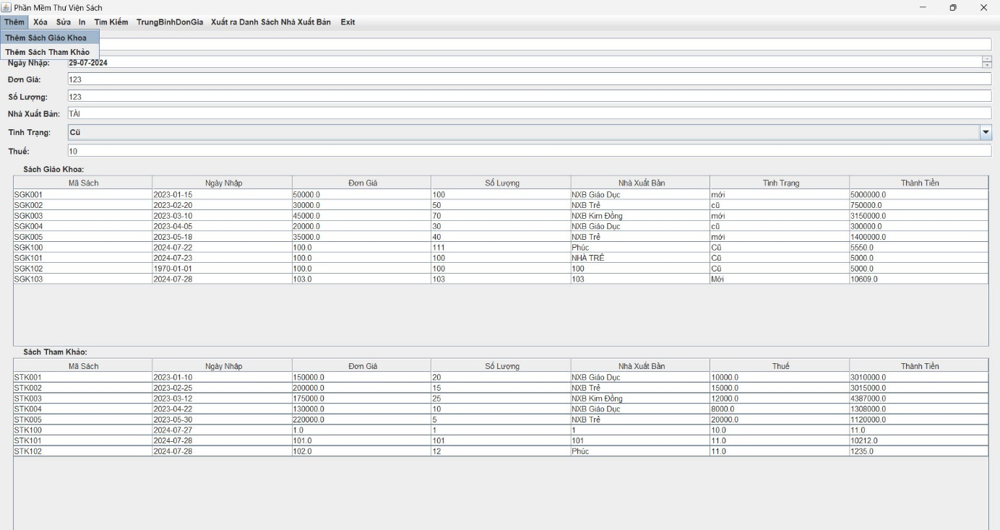 Phần Mềm Thư Viện Sách
Thêm Xóa Sửa In Tìm Kiếm TrungBinhDonGia Xuất ra Danh Sách Nhà Xuất Bản Exit
Thêm Sách Giáo Khoa
Thêm Sách Tham Khảo
Ngày Nhập: 29-07-2024
Đơn Giá: 123
Số Lượng: 123
Nhà Xuất Bản: TÀI
Tình Trạng: Cũ
Thuế: 10
Sách Giáo Khoa:
Mã Sách Ngày Nhập Đơn Giá Số Lượng Nhà Xuất Bản Tình Trạng Thành Tiền
SGK001 2023-01-15 50000.0 100 NXB Giáo Dục mới 5000000.0
SGK002 2023-02-20 30000.0 50 NXB Trẻ cũ 750000.0
SGK003 2023-03-10 45000.0 70 NXB Kim Đồng mới 3150000.0
SGK004 2023-04-05 20000.0 30 NXB Giáo Dục cũ 300000.0
SGK005 2023-05-18 35000.0 40 NXB Trẻ mới 1400000.0
SGK100 2024-07-22 100.0 111 Phúc Cũ 5550.0
SGK101 2024-07-23 100.0 100 NHÀ TRẺ Cũ 5000.0
SGK102 1970-01-01 100.0 100 100 Cũ 5000.0
SGK103 2024-07-28 103.0 103 103 Mới 10609.0
Sách Tham Khảo:
Mã Sách Ngày Nhập Đơn Giá Số Lượng Nhà Xuất Bản Thuế Thành Tiền
STK001 2023-01-10 150000.0 20 NXB Giáo Dục 10000.0 3010000.0
STK002 2023-02-25 200000.0 15 NXB Trẻ 15000.0 3015000.0
STK003 2023-03-12 175000.0 25 NXB Kim Đồng 12000.0 4387000.0
STK004 2023-04-22 130000.0 10 NXB Giáo Dục 8000.0 1308000.0
STK005 2023-05-30 220000.0 5 NXB Trẻ 20000.0 1120000.0
STK100 2024-07-27 1.0 1 1 10.0 11.0
STK101 2024-07-28 101.0 101 101 11.0 10212.0
STK102 2024-07-28 102.0 12 Phúc 11.0 1235.0